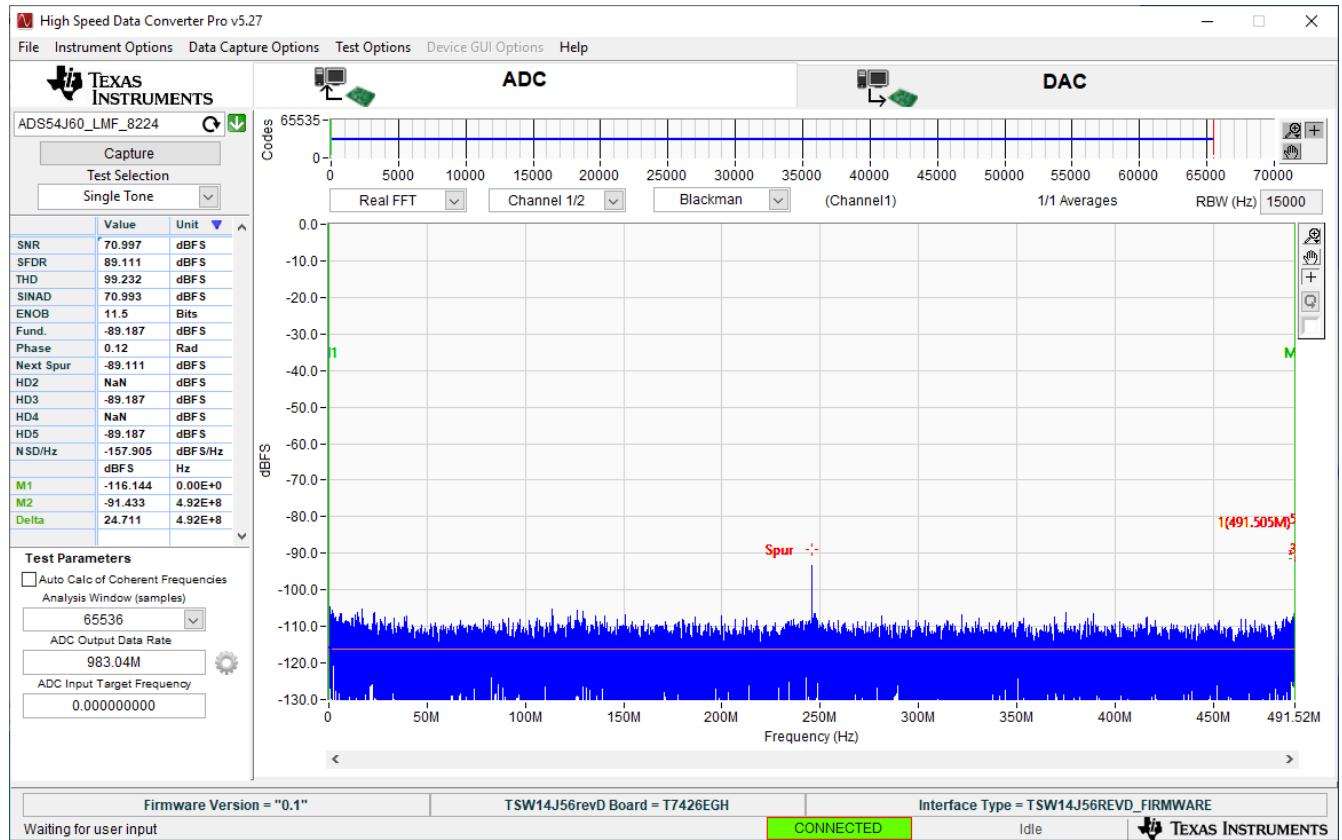 High Speed Data Converter Pro v5.27
File Instrument Options Data Capture Options Test Options Device GUI Options Help
TEXAS INSTRUMENTS
ADC
DAC
ADS54J60_LMF_8224
Capture
Test Selection
Single Tone
Value Unit
SNR 70.997 dBFS
SFDR 89.111 dBFS
THD 99.232 dBFS
SINAD 70.993 dBFS
ENOB 11.5 Bits
Fund. -89.187 dBFS
Phase 0.12 Rad
Next Spur -89.111 dBFS
HD2 NaN dBFS
HD3 -89.187 dBFS
HD4 NaN dBFS
HD5 -89.187 dBFS
NSD/Hz -157.905 dBFS/Hz
dBFS Hz
M1 -116.144 0.00E+0
M2 -91.433 4.92E+8
Delta 24.711 4.92E+8
Test Parameters
Auto Calc of Coherent Frequencies
Analysis Window (samples)
65536
ADC Output Data Rate
983.04M
ADC Input Target Frequency
0.000000000
Codes
65535
0
0 5000 10000 15000 20000 25000 30000 35000 40000 45000 50000 55000 60000 65000 70000
Real FFT Channel 1/2 Blackman (Channel1) 1/1 Averages RBW (Hz) 15000
dBFS
0.0
-10.0
-20.0
-30.0
-40.0
-50.0
-60.0
-70.0
-80.0
-90.0
-100.0
-110.0
-120.0
-130.0
1(491.505M)
Spur
0 50M 100M 150M 200M 250M 300M 350M 400M 450M 491.52M
Frequency (Hz)
Firmware Version = "0.1" TSW14J56revD Board = T7426EGH Interface Type = TSW14J56REVD_FIRMWARE
Waiting for user input CONNECTED Idle TEXAS INSTRUMENTS